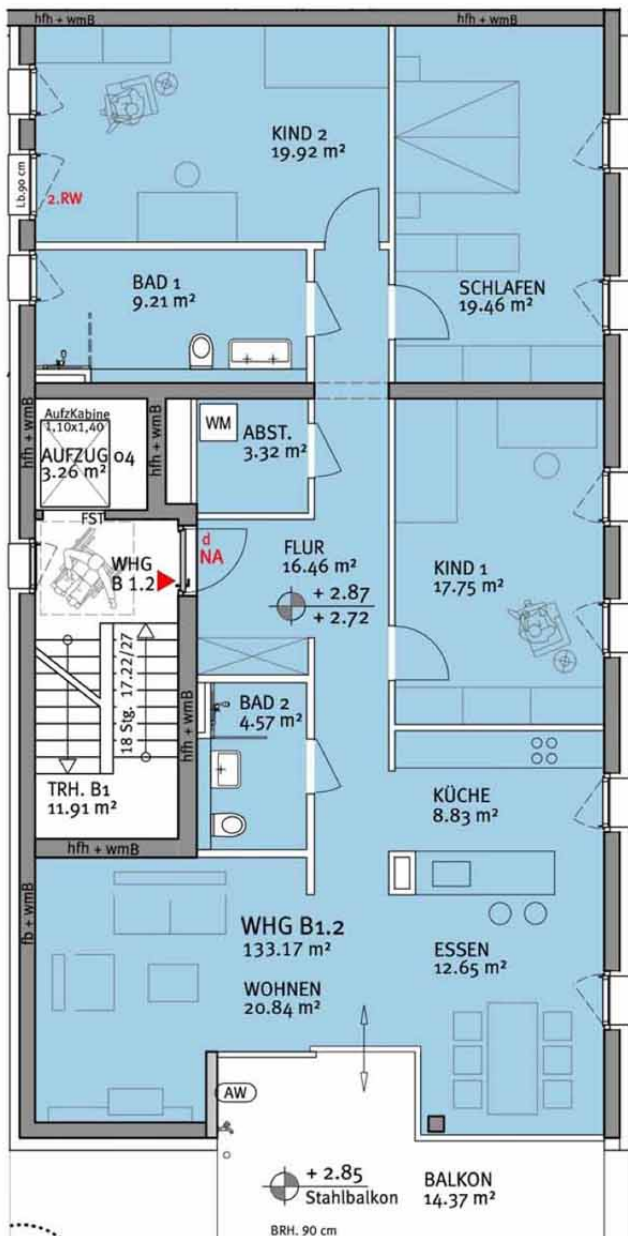 hfh + wmB
hfh + wmB
KIND 2
19.92 m²
Lb.90 cm
2.RW
BAD 1
9.21 m²
SCHLAFEN
19.46 m²
AufzKabine
1,10x1,40
AUFZUG 04
3.26 m²
hfh + wmB
hfh + wmB
WM
ABST.
3.32 m²
FST
WHG
B 1.2
d
NA
FLUR
16.46 m²
+ 2.87
+ 2.72
KIND 1
17.75 m²
18 Stg. 17.22/27
hfh + wmB
BAD 2
4.57 m²
TRH. B1
11.91 m²
hfh + wmB
KÜCHE
8.83 m²
fb + wmB
WHG B1.2
133.17 m²
WOHNEN
20.84 m²
ESSEN
12.65 m²
AW
+ 2.85
Stahlbalkon
BALKON
14.37 m²
BRH. 90 cm